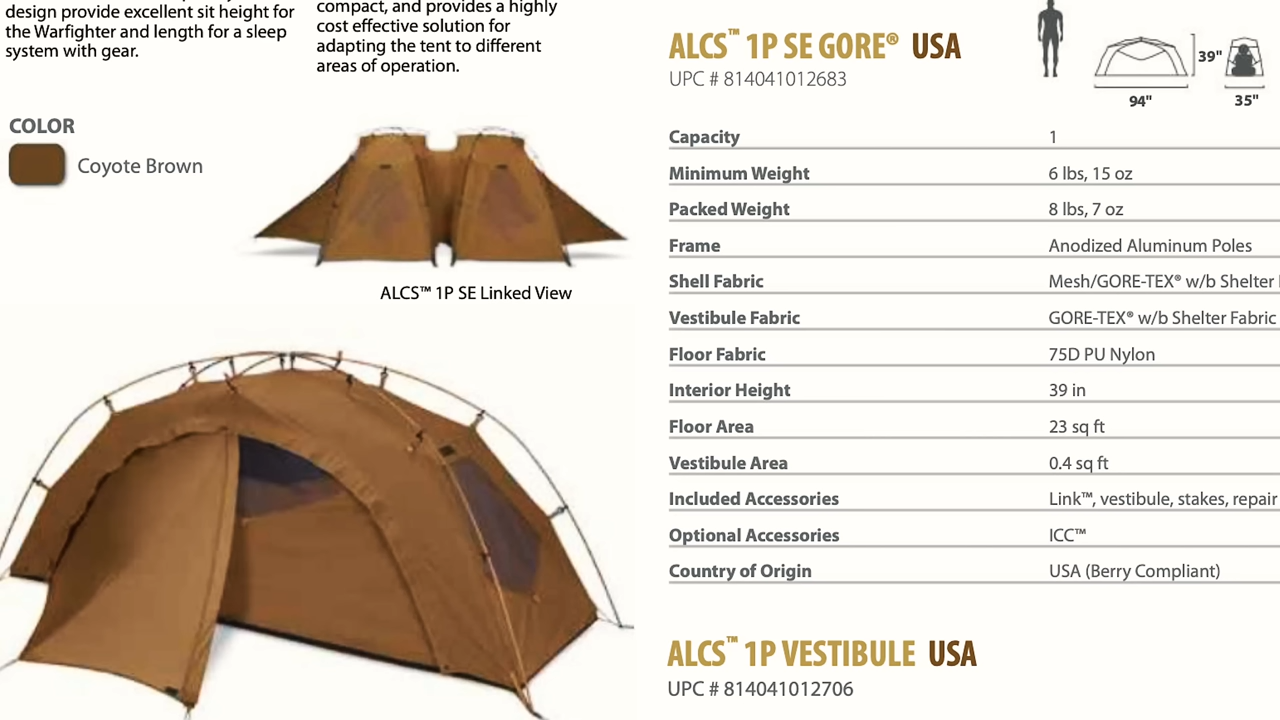 design provide excellent sit height for
the Warfighter and length for a sleep
system with gear.
compact, and provides a highly
cost effective solution for
adapting the tent to different
areas of operation.
COLOR
Coyote Brown
ALCS™ 1P SE Linked View
ALCS™ 1P SE GORE® USA
UPC # 814041012683
39"
94"
35"
Capacity 1
Minimum Weight 6 lbs, 15 oz
Packed Weight 8 lbs, 7 oz
Frame Anodized Aluminum Poles
Shell Fabric Mesh/GORE-TEX® w/b Shelter
Vestibule Fabric GORE-TEX® w/b Shelter Fabric
Floor Fabric 75D PU Nylon
Interior Height 39 in
Floor Area 23 sq ft
Vestibule Area 0.4 sq ft
Included Accessories Link™, vestibule, stakes, repair
Optional Accessories ICC™
Country of Origin USA (Berry Compliant)
ALCS™ 1P VESTIBULE USA
UPC # 814041012706